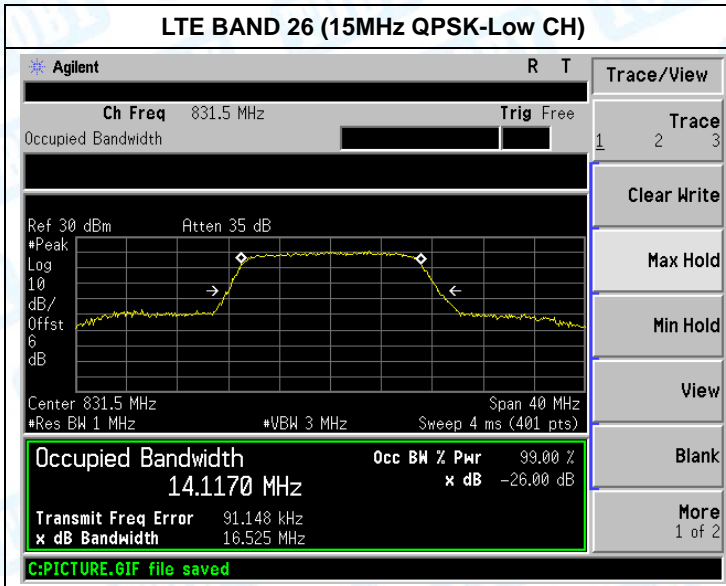 LTE BAND 26 (15MHz QPSK-Low CH)
Agilent R T
Ch Freq 831.5 MHz Trig Free
Occupied Bandwidth
Ref 30 dBm Atten 35 dB
#Peak
Log
10
dB/
Offst
6
dB
Center 831.5 MHz Span 40 MHz
#Res BW 1 MHz #VBW 3 MHz Sweep 4 ms (401 pts)
Occupied Bandwidth
14.1170 MHz
Occ BW % Pwr 99.00 %
x dB -26.00 dB
Transmit Freq Error 91.148 kHz
x dB Bandwidth 16.525 MHz
C:PICTURE.GIF file saved
Trace/View
Trace
1 2 3
Clear Write
Max Hold
Min Hold
View
Blank
More
1 of 2